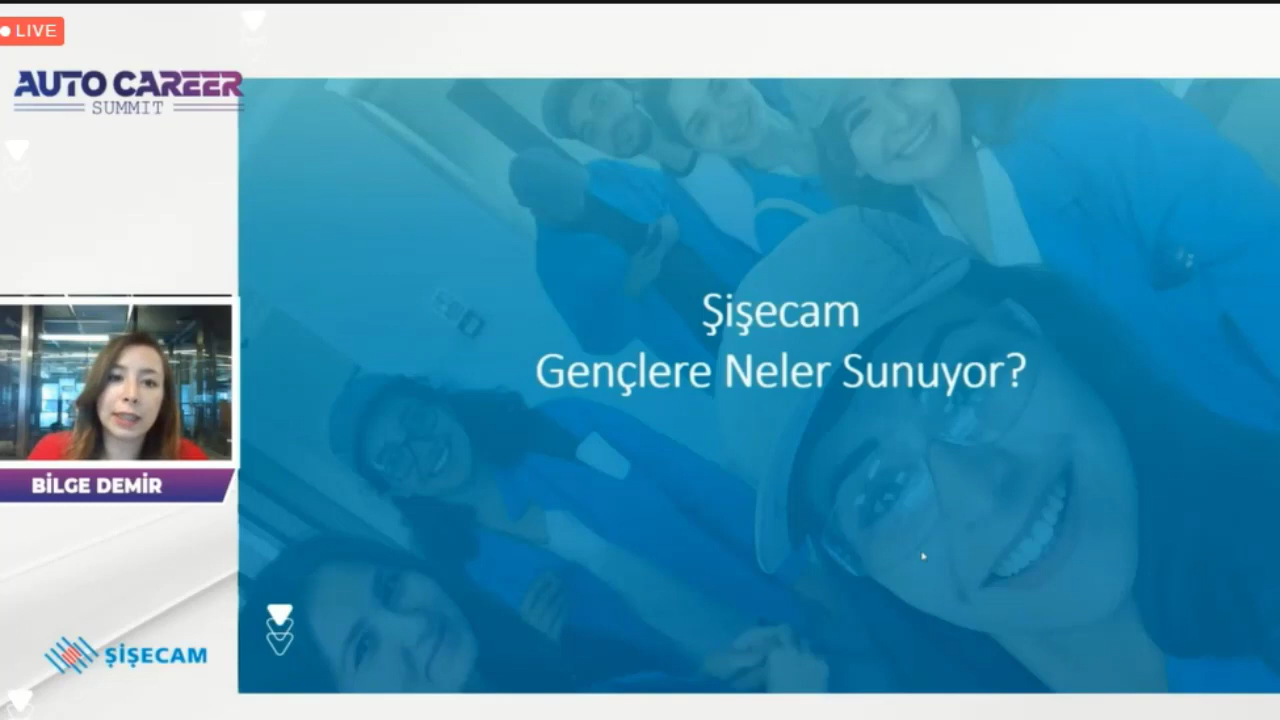 LIVE
AUTO CAREER
SUMMIT
Şişecam
Gençlere Neler Sunuyor?
BİLGE DEMİR
ŞİŞECAM